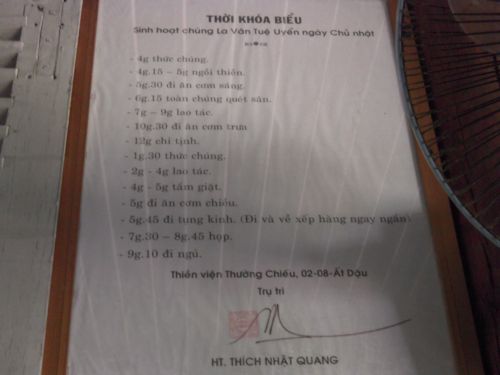 THỜI KHÓA BIỂU
Sinh hoạt chúng La Vân Tuệ Uyển ngày Chủ nhật
- 4g thức chúng.
- 4g.15 – 5g ngồi thiền.
- 5g.30 đi ăn cơm sáng.
- 6g.15 toàn chúng quét sân.
- 7g – 9g lao tác.
- 10g.30 đi ăn cơm trưa
- 12g chỉ tịnh.
- 1g.30 thức chúng.
- 2g - 4g lao tác.
- 4g - 5g tắm giặt.
- 5g đi ăn cơm chiều.
- 5g.45 đi tụng kinh. (Đi và về xếp hàng ngay ngắn)
- 7g.30 – 8g.45 họp.
- 9g.10 đi ngủ.
Thiền viện Thường Chiếu, 02-08-Ất Dậu
Trụ trì
HT. THÍCH NHẬT QUANG